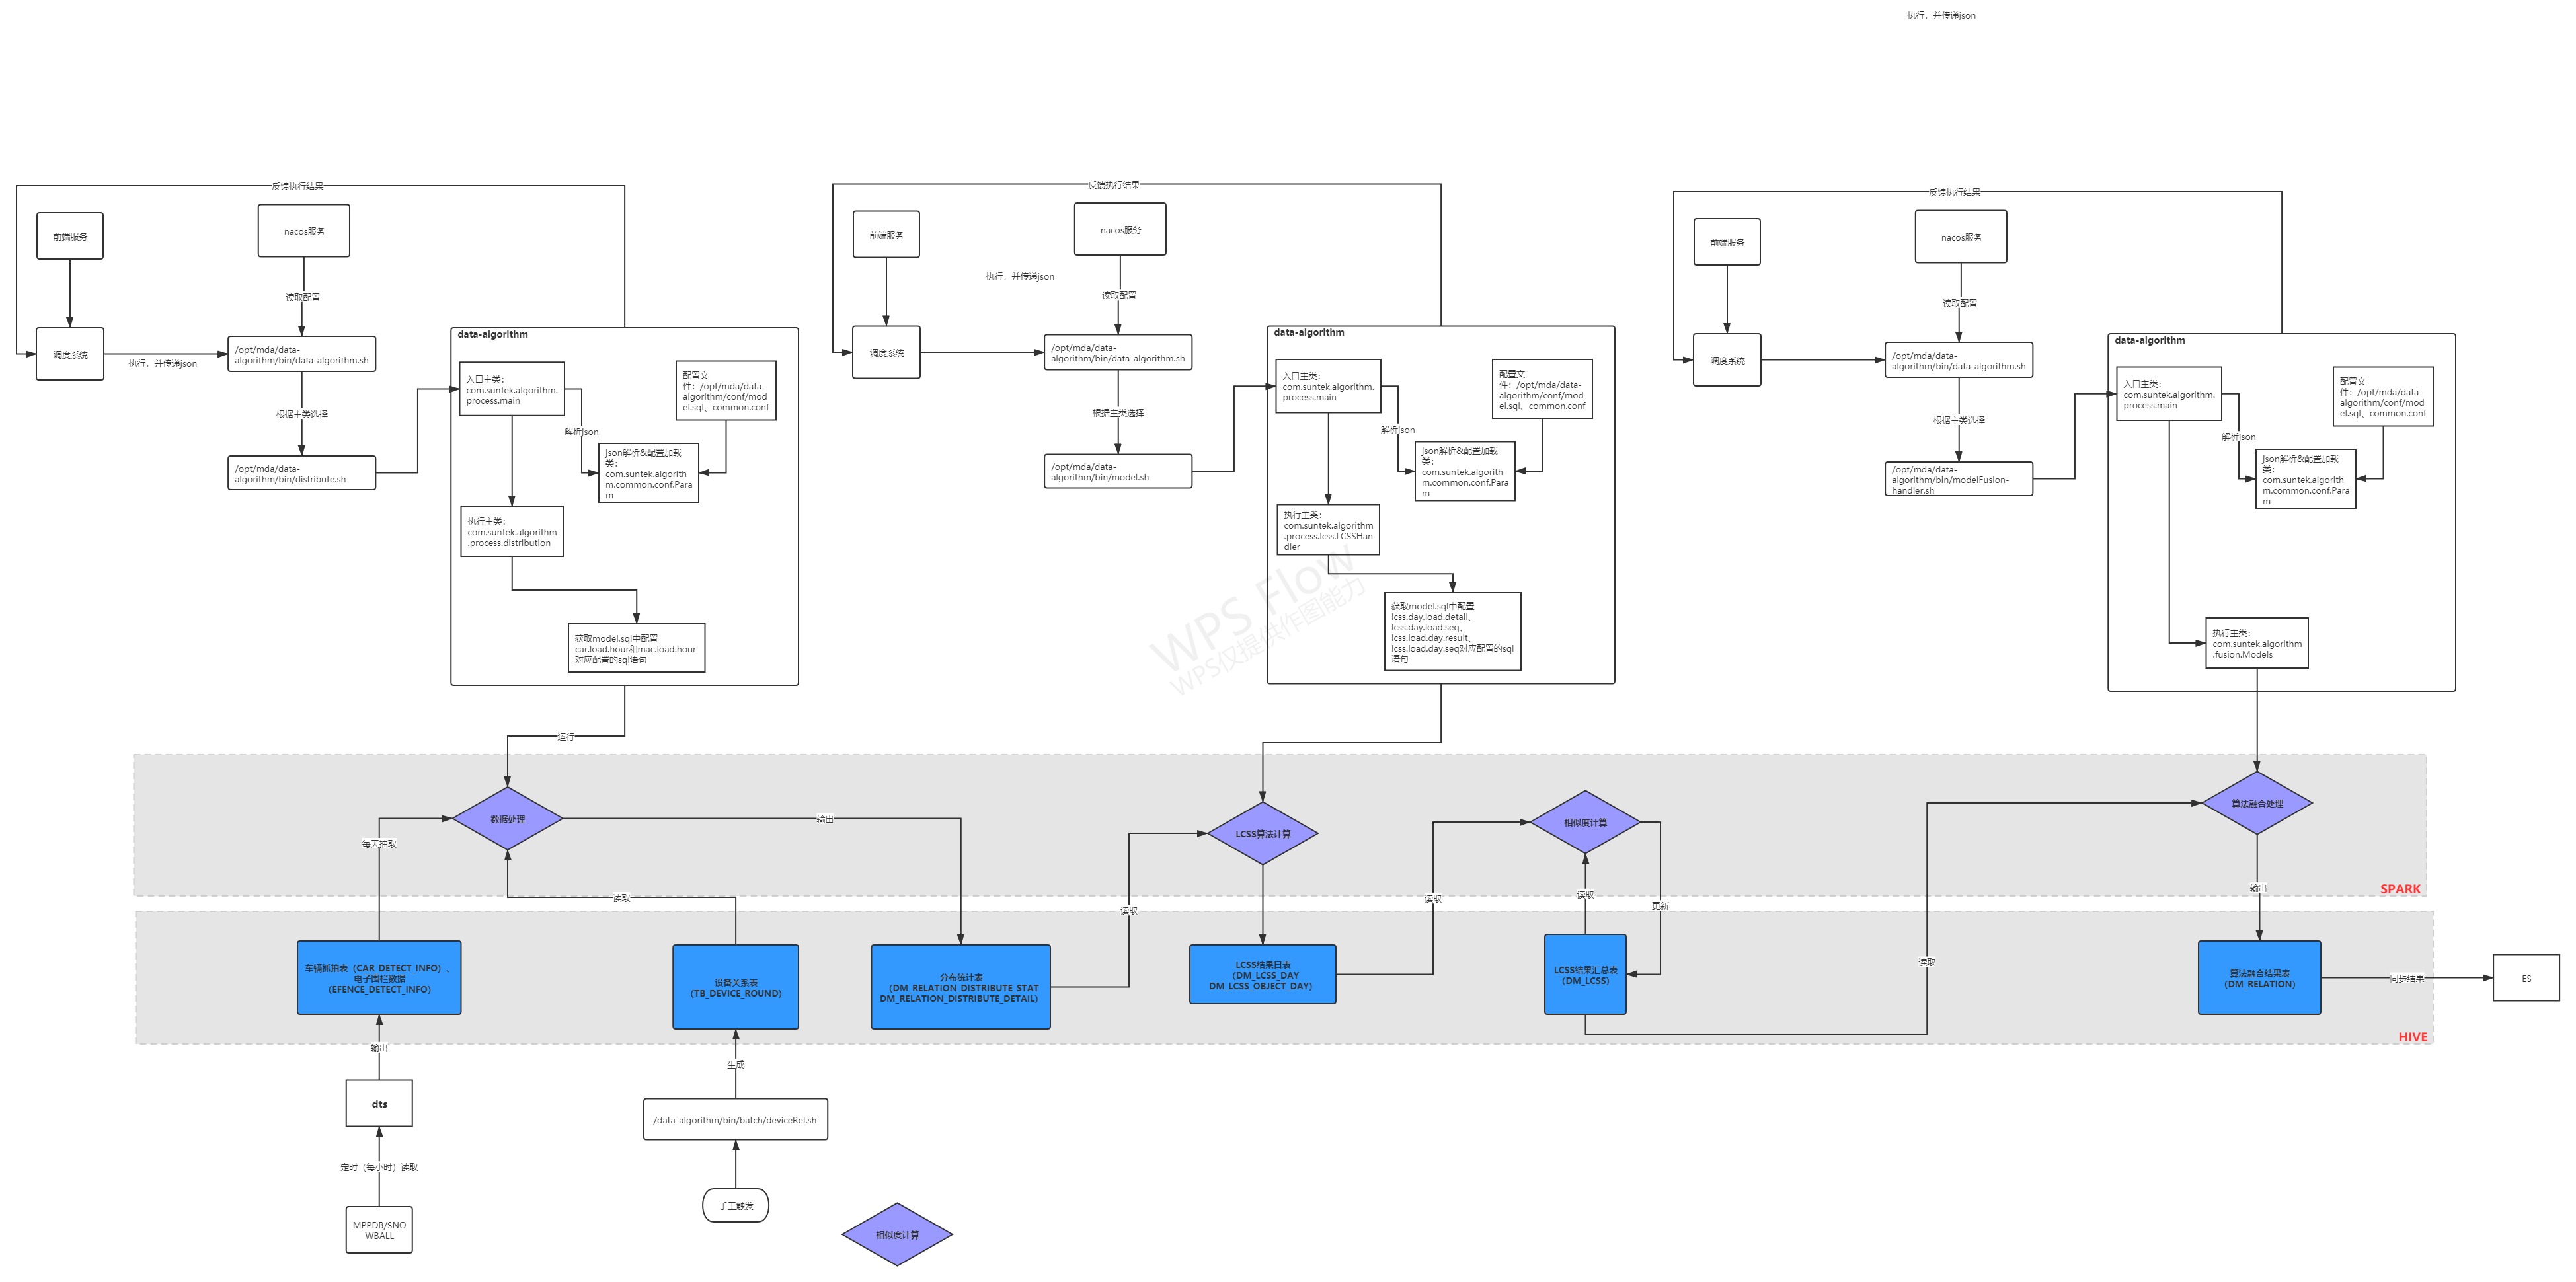 执行，并传递json
反馈执行结果
前端服务
nacos服务
读取配置
调度系统
执行，并传递json
/opt/mda/data-
algorithm/bin/data-algorithm.sh
根据主类选择
/opt/mda/data-
algorithm/bin/distribute.sh
data-algorithm
入口主类：
com.suntek.algorithm.
process.main
配置文
件：/opt/mda/data-
algorithm/conf/mod
el.sql、common.conf
解析json
json解析&配置加载
类：
com.suntek.algorith
m.common.conf.Para
m
执行主类：
com.suntek.algorithm
.process.distribution
获取model.sql中配置
car.load.hour和mac.load.hour
对应配置的sql语句
反馈执行结果
前端服务
nacos服务
执行，并传递json
读取配置
调度系统
/opt/mda/data-
algorithm/bin/data-algorithm.sh
根据主类选择
/opt/mda/data-
algorithm/bin/model.sh
data-algorithm
入口主类：
com.suntek.algorithm.
process.main
配置文
件：/opt/mda/data-
algorithm/conf/mod
el.sql、common.conf
解析json
json解析&配置加载
类：
com.suntek.algorith
m.common.conf.Para
m
执行主类：
com.suntek.algorithm
.process.lcss.LCSSHan
dler
获取model.sql中配置
lcss.day.load.detail、
lcss.day.load.seq、
lcss.load.day.result、
lcss.load.day.seq对应配置的sql
语句
WPS Flow
WPS仅提供作图能力
反馈执行结果
前端服务
nacos服务
读取配置
调度系统
/opt/mda/data-
algorithm/bin/data-algorithm.sh
根据主类选择
/opt/mda/data-
algorithm/bin/modelFusion-
handler.sh
data-algorithm
入口主类：
com.suntek.algorithm.
process.main
配置文
件：/opt/mda/data-
algorithm/conf/mod
el.sql、common.conf
解析json
json解析&配置加载
类：
com.suntek.algorith
m.common.conf.Para
m
执行主类：
com.suntek.algorithm
.fusion.Models
运行
数据处理
输出
LCSS算法计算
相似度计算
算法融合处理
每天抽取
读取
读取
读取
读取
更新
输出
SPARK
车辆抓拍表（CAR_DETECT_INFO）、
电子围栏数据
（EFENCE_DETECT_INFO）
设备关系表
（TB_DEVICE_ROUND）
分布统计表
（DM_RELATION_DISTRIBUTE_STAT
DM_RELATION_DISTRIBUTE_DETAIL）
LCSS结果日表
（DM_LCSS_DAY
DM_LCSS_OBJECT_DAY）
LCSS结果汇总表
（DM_LCSS）
读取
算法融合结果表
（DM_RELATION）
同步结果
ES
HIVE
输出
生成
dts
/data-algorithm/bin/batch/deviceRel.sh
定时（每小时）读取
手工触发
MPPDB/SNO
WBALL
相似度计算